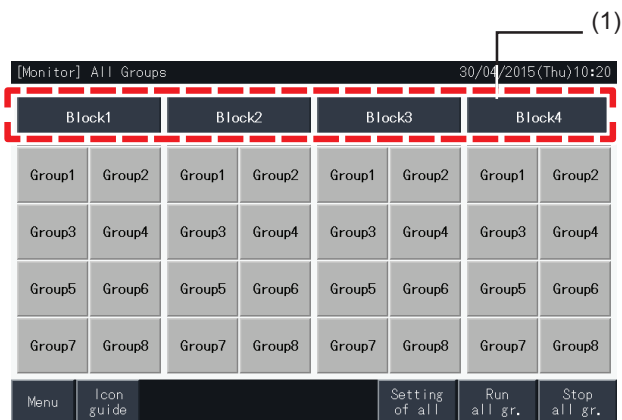 (1)
[Monitor] All Groups 30/04/2015(Thu)10:20
Block1 Block2 Block3 Block4
Group1 Group2 Group1 Group2 Group1 Group2 Group1 Group2
Group3 Group4 Group3 Group4 Group3 Group4 Group3 Group4
Group5 Group6 Group5 Group6 Group5 Group6 Group5 Group6
Group7 Group8 Group7 Group8 Group7 Group8 Group7 Group8
Menu Icon guide Setting of all Run all gr. Stop all gr.